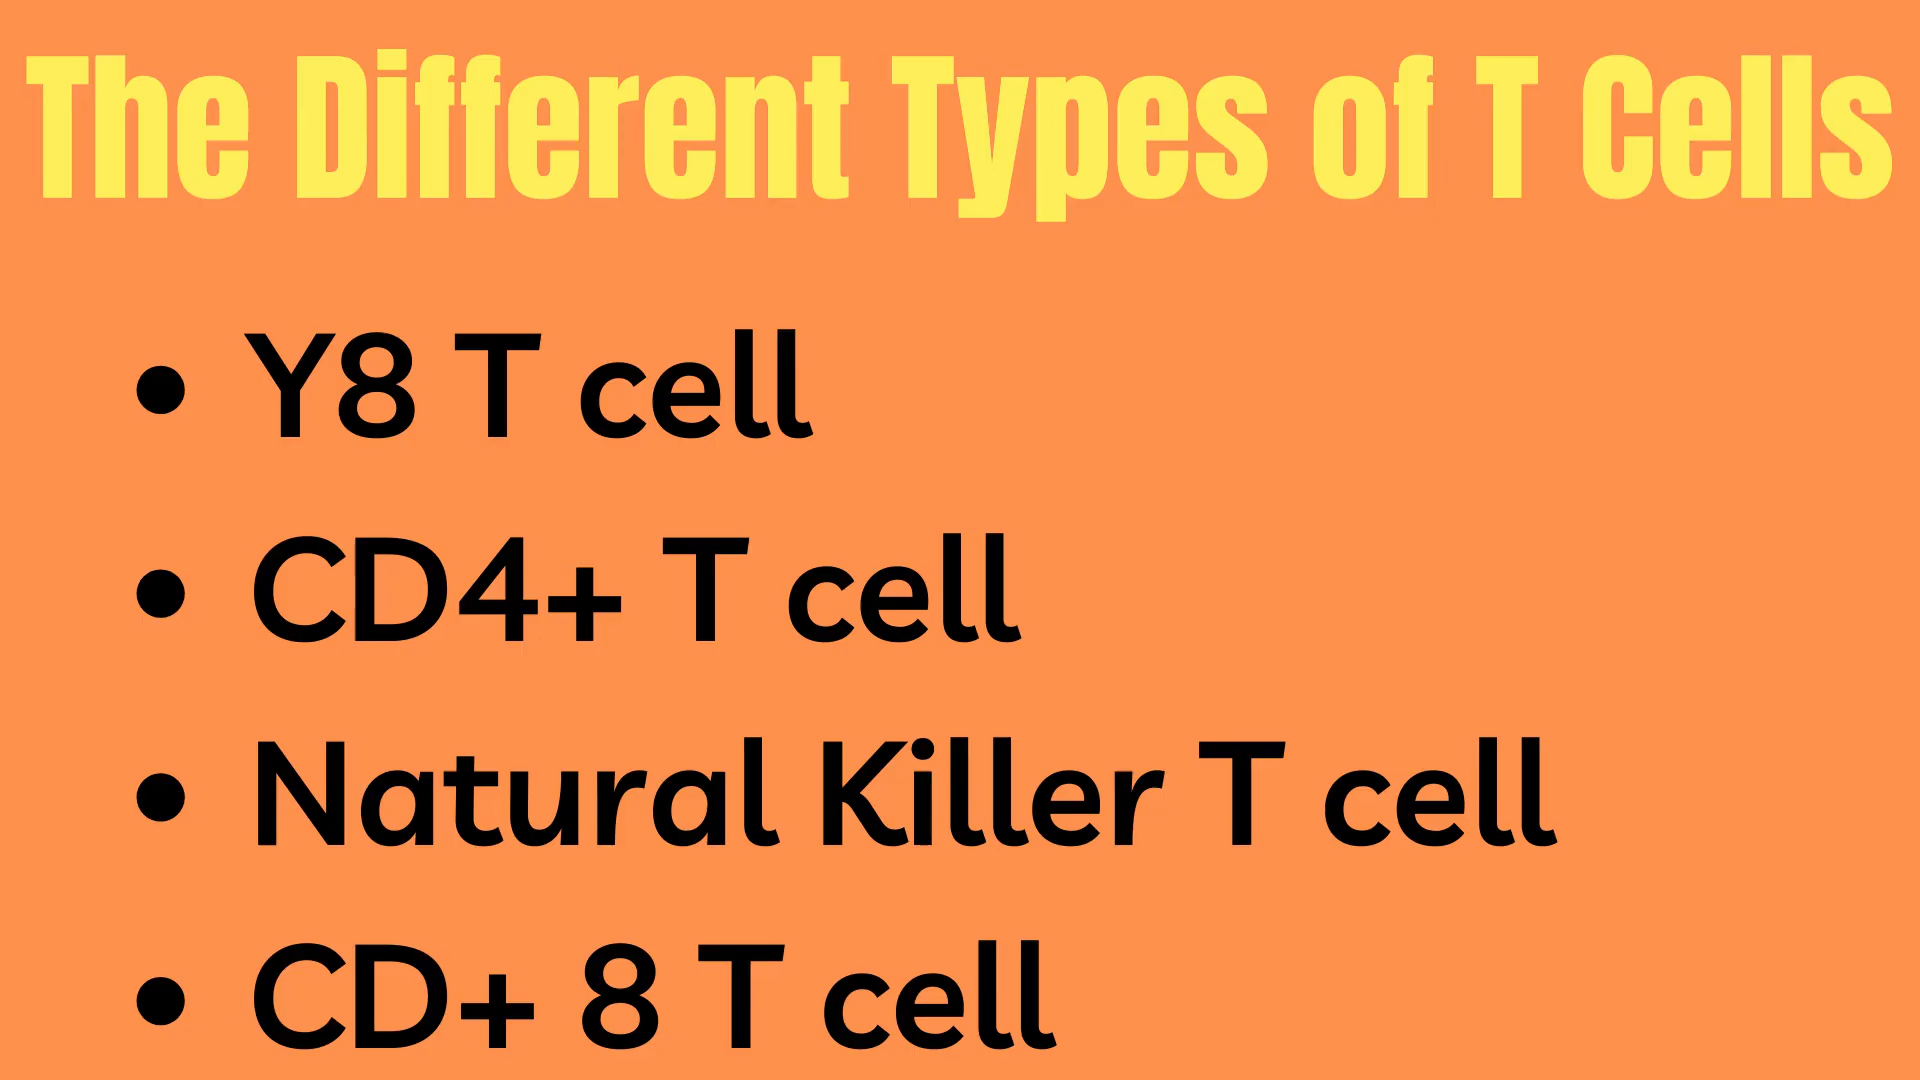 The Different Types of T Cells
• Y8 T cell
• CD4+ T cell
• Natural Killer T cell
• CD+ 8 T cell